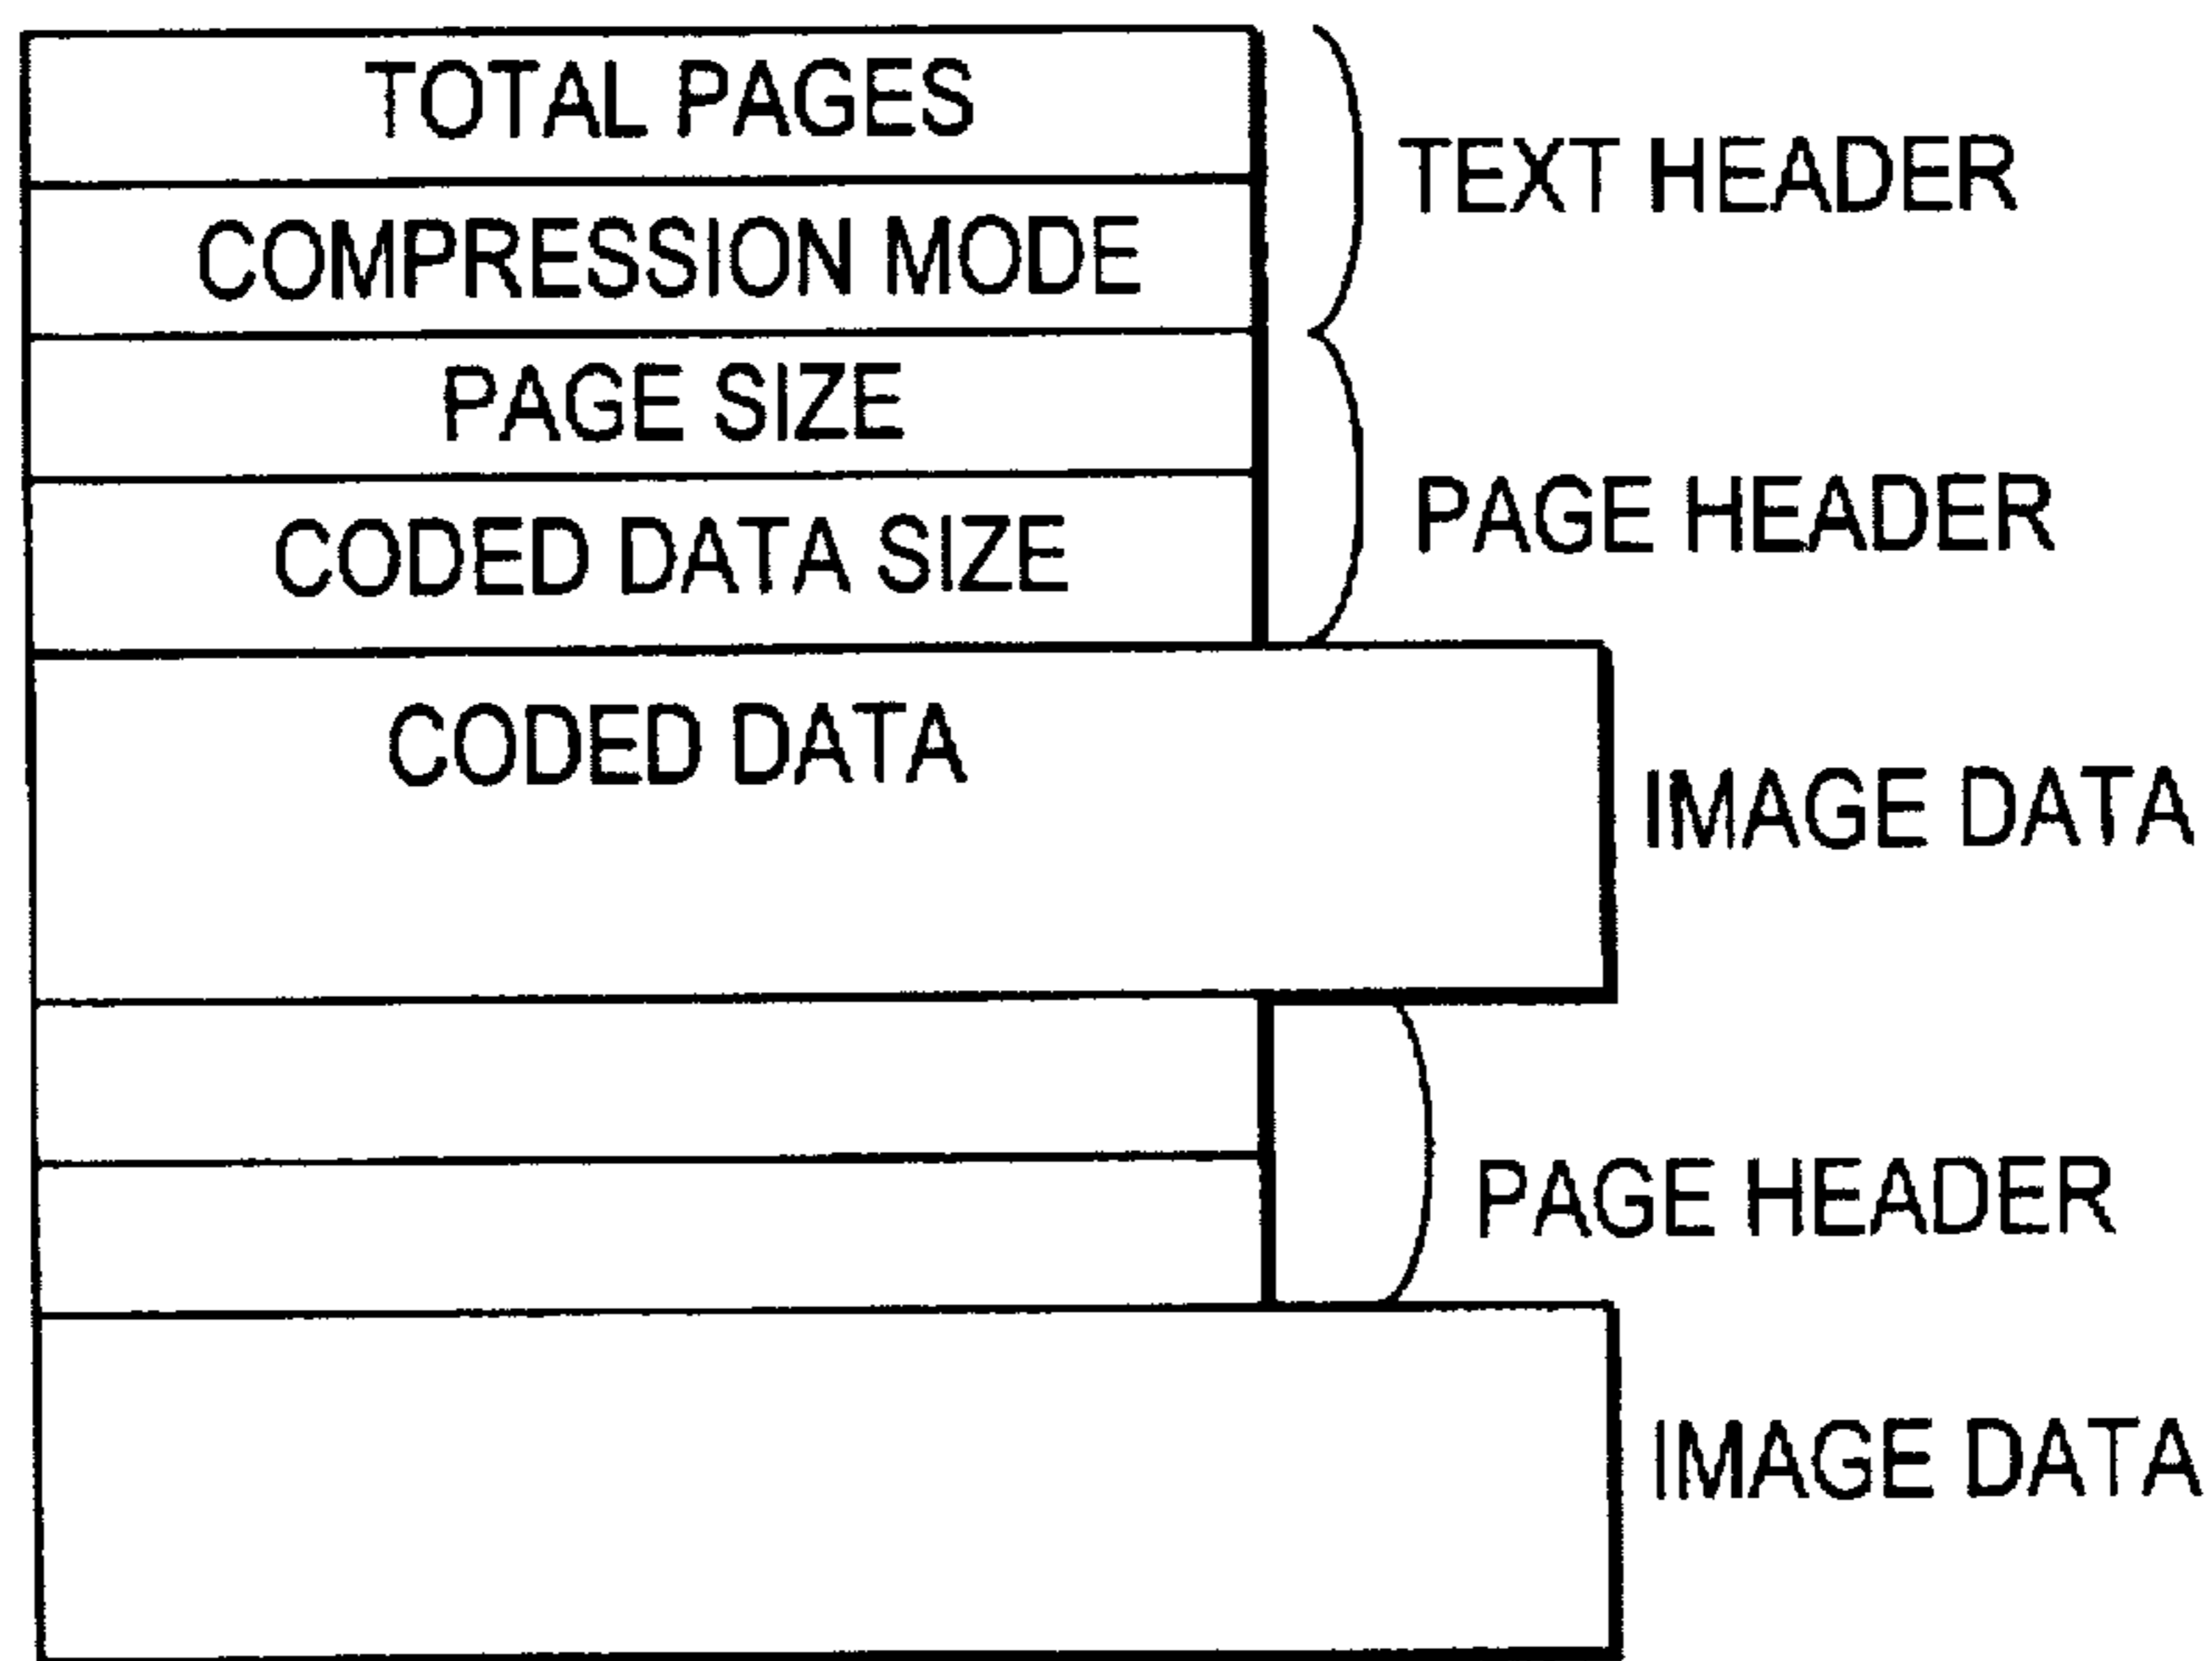 TOTAL PAGES
TEXT HEADER
COMPRESSION MODE
PAGE SIZE
PAGE HEADER
CODED DATA SIZE
CODED DATA
IMAGE DATA
PAGE HEADER
IMAGE DATA